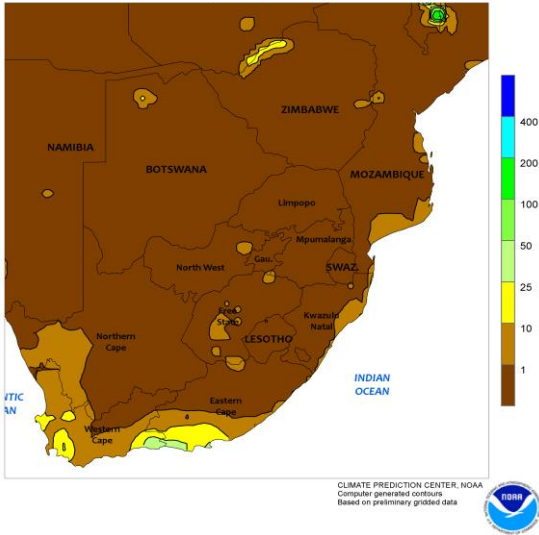 ZIMBABWE
NAMIBIA
BOTSWANA
MOZAMBIQUE
Limpopo
Mpumalanga
North West
Gau.
SWAZ.
Free
State
Kwazulu
Natal
LESOTHO
Northern
Cape
Eastern
Cape
Western
Cape
INDIAN
OCEAN
NTIC
AN
400
200
100
50
25
10
1
CLIMATE PREDICTION CENTER, NOAA
Computer generated contours
Based on preliminary gridded data
NOAA